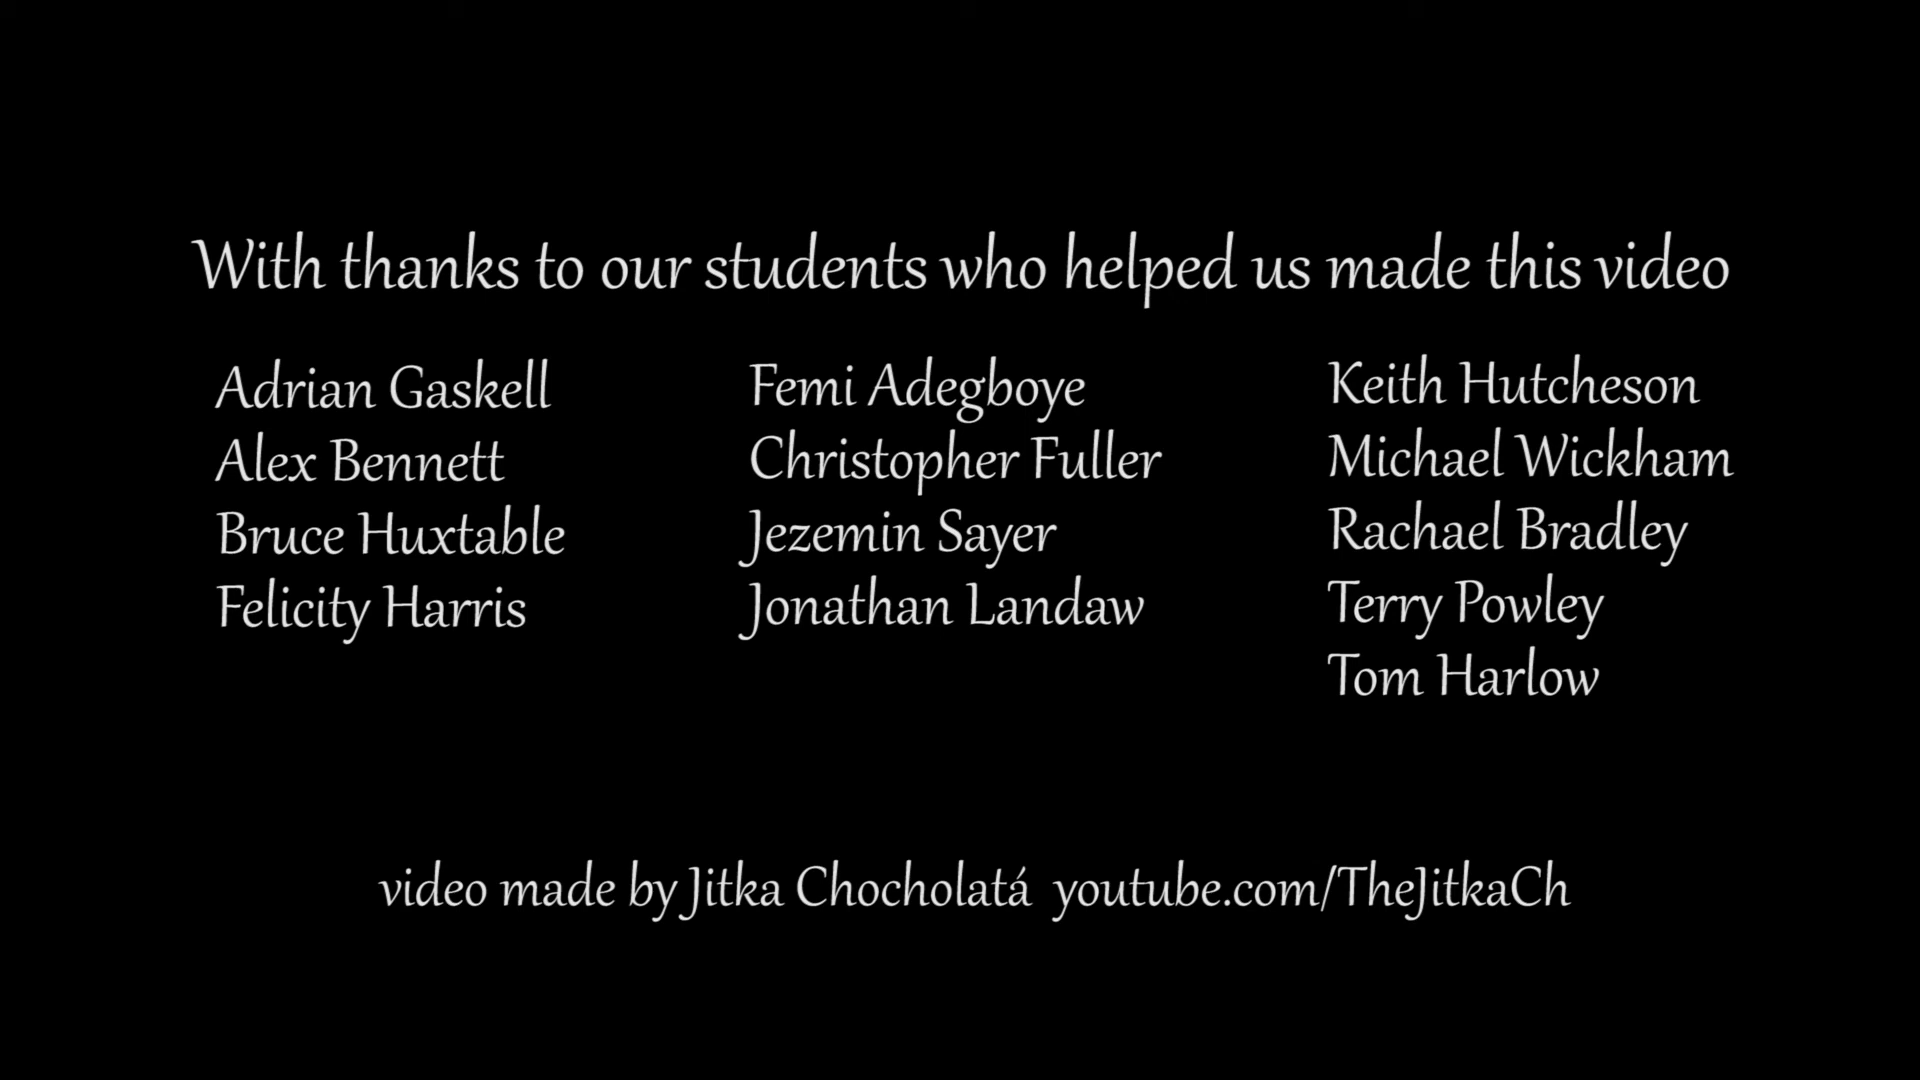 With thanks to our students who helped us made this video
Adrian Gaskell
Alex Bennett
Bruce Huxtable
Felicity Harris
Femi Adegboye
Christopher Fuller
Jezemin Sayer
Jonathan Landaw
Keith Hutcheson
Michael Wickham
Rachael Bradley
Terry Powley
Tom Harlow
video made by Jitka Chocholatá youtube.com/TheJitkaCh